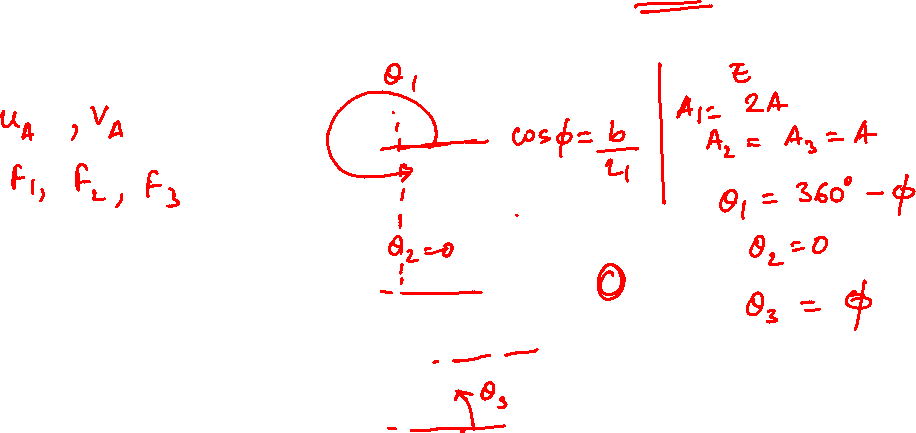 u_A , v_A
F_1, F_2, F_3
θ_1
θ_2=0
θ_3
cosϕ= b/L_1
E
A_1= 2A
A_2 = A_3 = A
θ_1 = 360° - ϕ
θ_2 = 0
θ_3 = ϕ